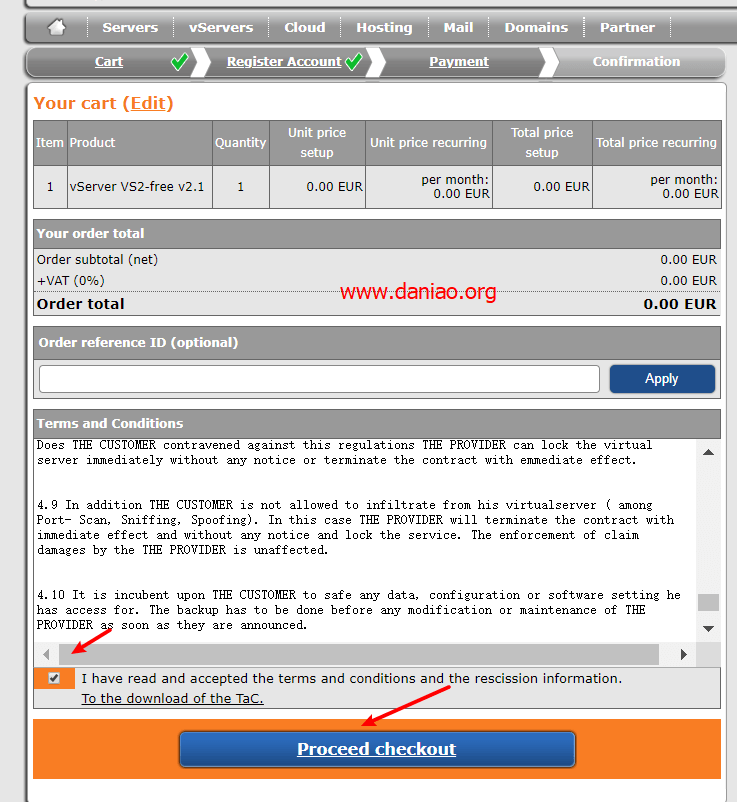 Servers vServers Cloud Hosting Mail Domains Partner
Cart Register Account Payment Confirmation
Your cart (Edit)
Item Product Quantity Unit price setup Unit price recurring Total price setup Total price recurring
1 vServer VS2-free v2.1 1 0.00 EUR per month: 0.00 EUR 0.00 EUR per month: 0.00 EUR
Your order total
Order subtotal (net) 0.00 EUR
+VAT (0%) 0.00 EUR
www.daniao.org
Order total 0.00 EUR
Order reference ID (optional)
Apply
Terms and Conditions
Does THE CUSTOMER contravened against this regulations THE PROVIDER can lock the virtual
server immediately without any notice or terminate the contract with emmediate effect.
4.9 In addition THE CUSTOMER is not allowed to infiltrate from his virtualserver ( among
Port- Scan, Sniffing, Spoofing). In this case THE PROVIDER will terminate the contract with
immediate effect and without any notice and lock the service. The enforcement of claim
damages by the THE PROVIDER is unaffected.
4.10 It is incubent upon THE CUSTOMER to safe any data, configuration or software setting he
has access for. The backup has to be done before any modification or maintenance of THE
PROVIDER as soon as they are announced.
I have read and accepted the terms and conditions and the rescission information.
To the download of the TaC.
Proceed checkout